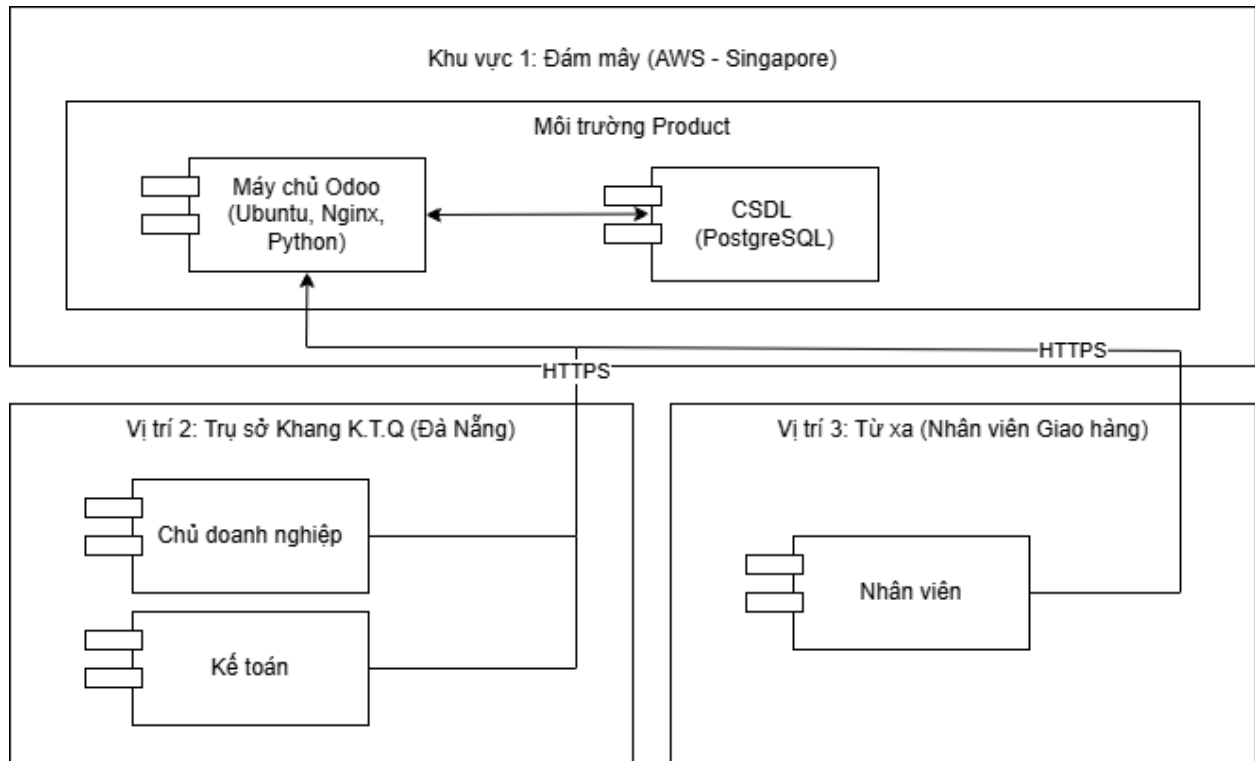 Khu vực 1: Đám mây (AWS - Singapore)
Môi trường Product
Máy chủ Odoo
(Ubuntu, Nginx,
Python)
CSDL
(PostgreSQL)
HTTPS
HTTPS
Vị trí 2: Trụ sở Khang K.T.Q (Đà Nẵng)
Chủ doanh nghiệp
Kế toán
Vị trí 3: Từ xa (Nhân viên Giao hàng)
Nhân viên